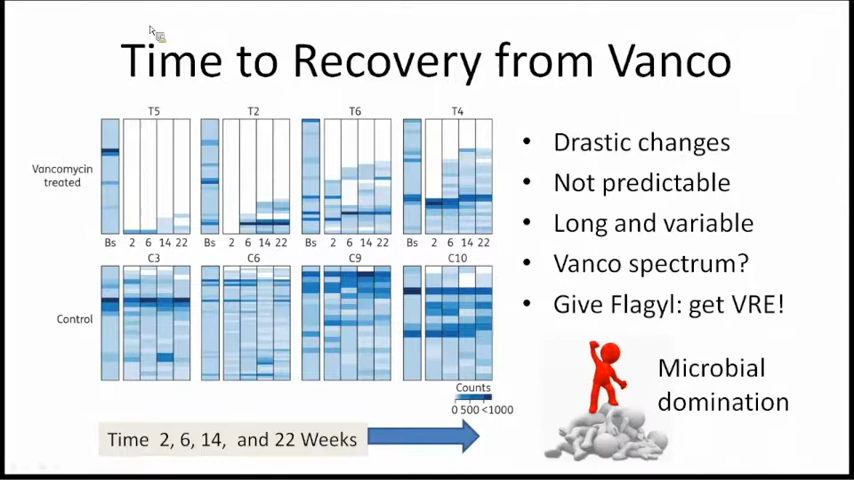 Time to Recovery from Vanco
T5 T2 T6 T4
Vancomycin
treated
Bs 2 6 14 22 Bs 2 6 14 22 Bs 2 6 14 22 Bs 2 6 14 22
C3 C6 C9 C10
Control
Counts
0 500 <1000
Time 2, 6, 14, and 22 Weeks
• Drastic changes
• Not predictable
• Long and variable
• Vanco spectrum?
• Give Flagyl: get VRE!
Microbial
domination